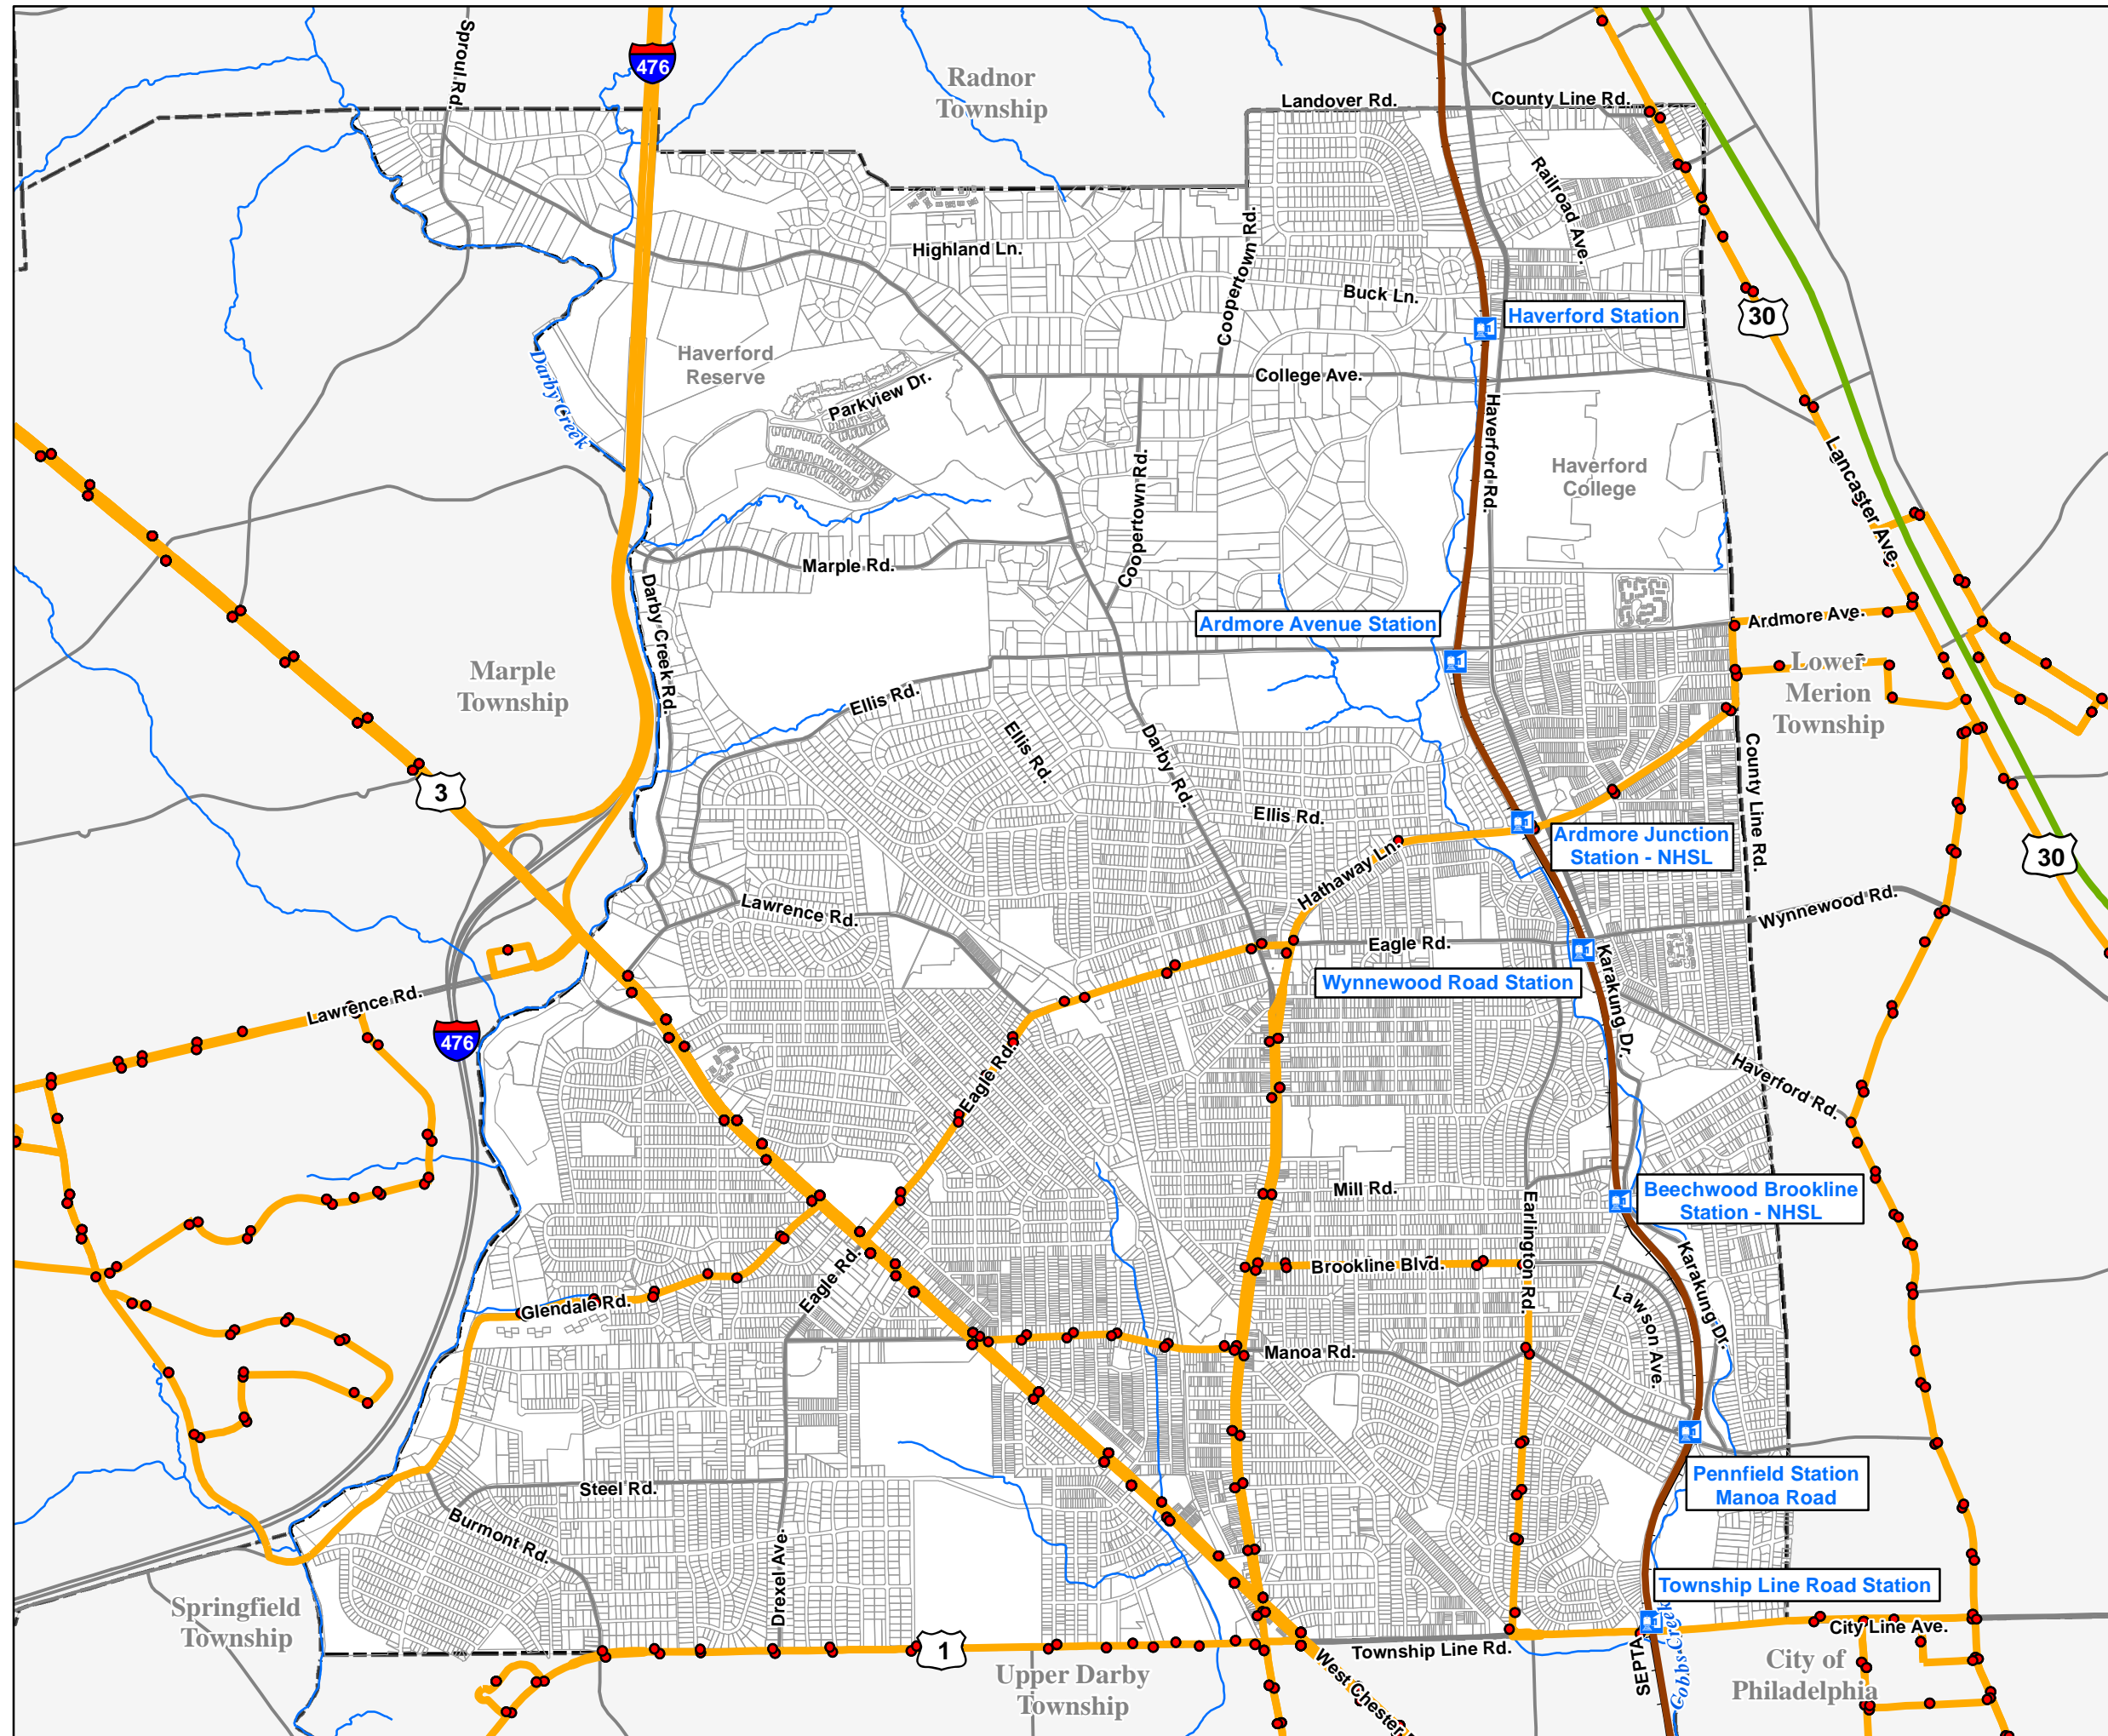 Sproul Rd.
476
Radnor
Township
Landover Rd.
County Line Rd.
Railroad Ave.
Highland Ln.
Coopertown Rd.
Buck Ln.
Haverford Station
30
Haverford
Reserve
Darby Creek
Parkview Dr.
College Ave.
Haverford Rd.
Haverford
College
Lancaster Ave.
Coopertown Rd.
Marple Rd.
Darby Creek Rd.
Ardmore Avenue Station
Ardmore Ave.
Marple
Township
Lower
Merion
Township
Ellis Rd.
Ellis Rd.
Darby Rd.
County Line Rd.
3
Ellis Rd.
Hathaway Ln.
Ardmore Junction
Station - NHSL
30
Lawrence Rd.
Wynnewood Rd.
Eagle Rd.
Wynnewood Road Station
Karakung Dr.
Lawrence Rd.
476
Eagle Rd.
Haverford Rd.
Mill Rd.
Beechwood Brookline
Station - NHSL
Earlington Rd.
Karakung Dr.
Brookline Blvd.
Eagle Rd.
Glendale Rd.
Lawson Ave.
Manoa Rd.
Pennfield Station
Manoa Road
Steel Rd.
Burmont Rd.
Drexel Ave.
Township Line Road Station
Springfield
Township
Cobbs Creek
City Line Ave.
1
Township Line Rd.
SEPTA
Upper Darby
Township
West Chester
City of
Philadelphia